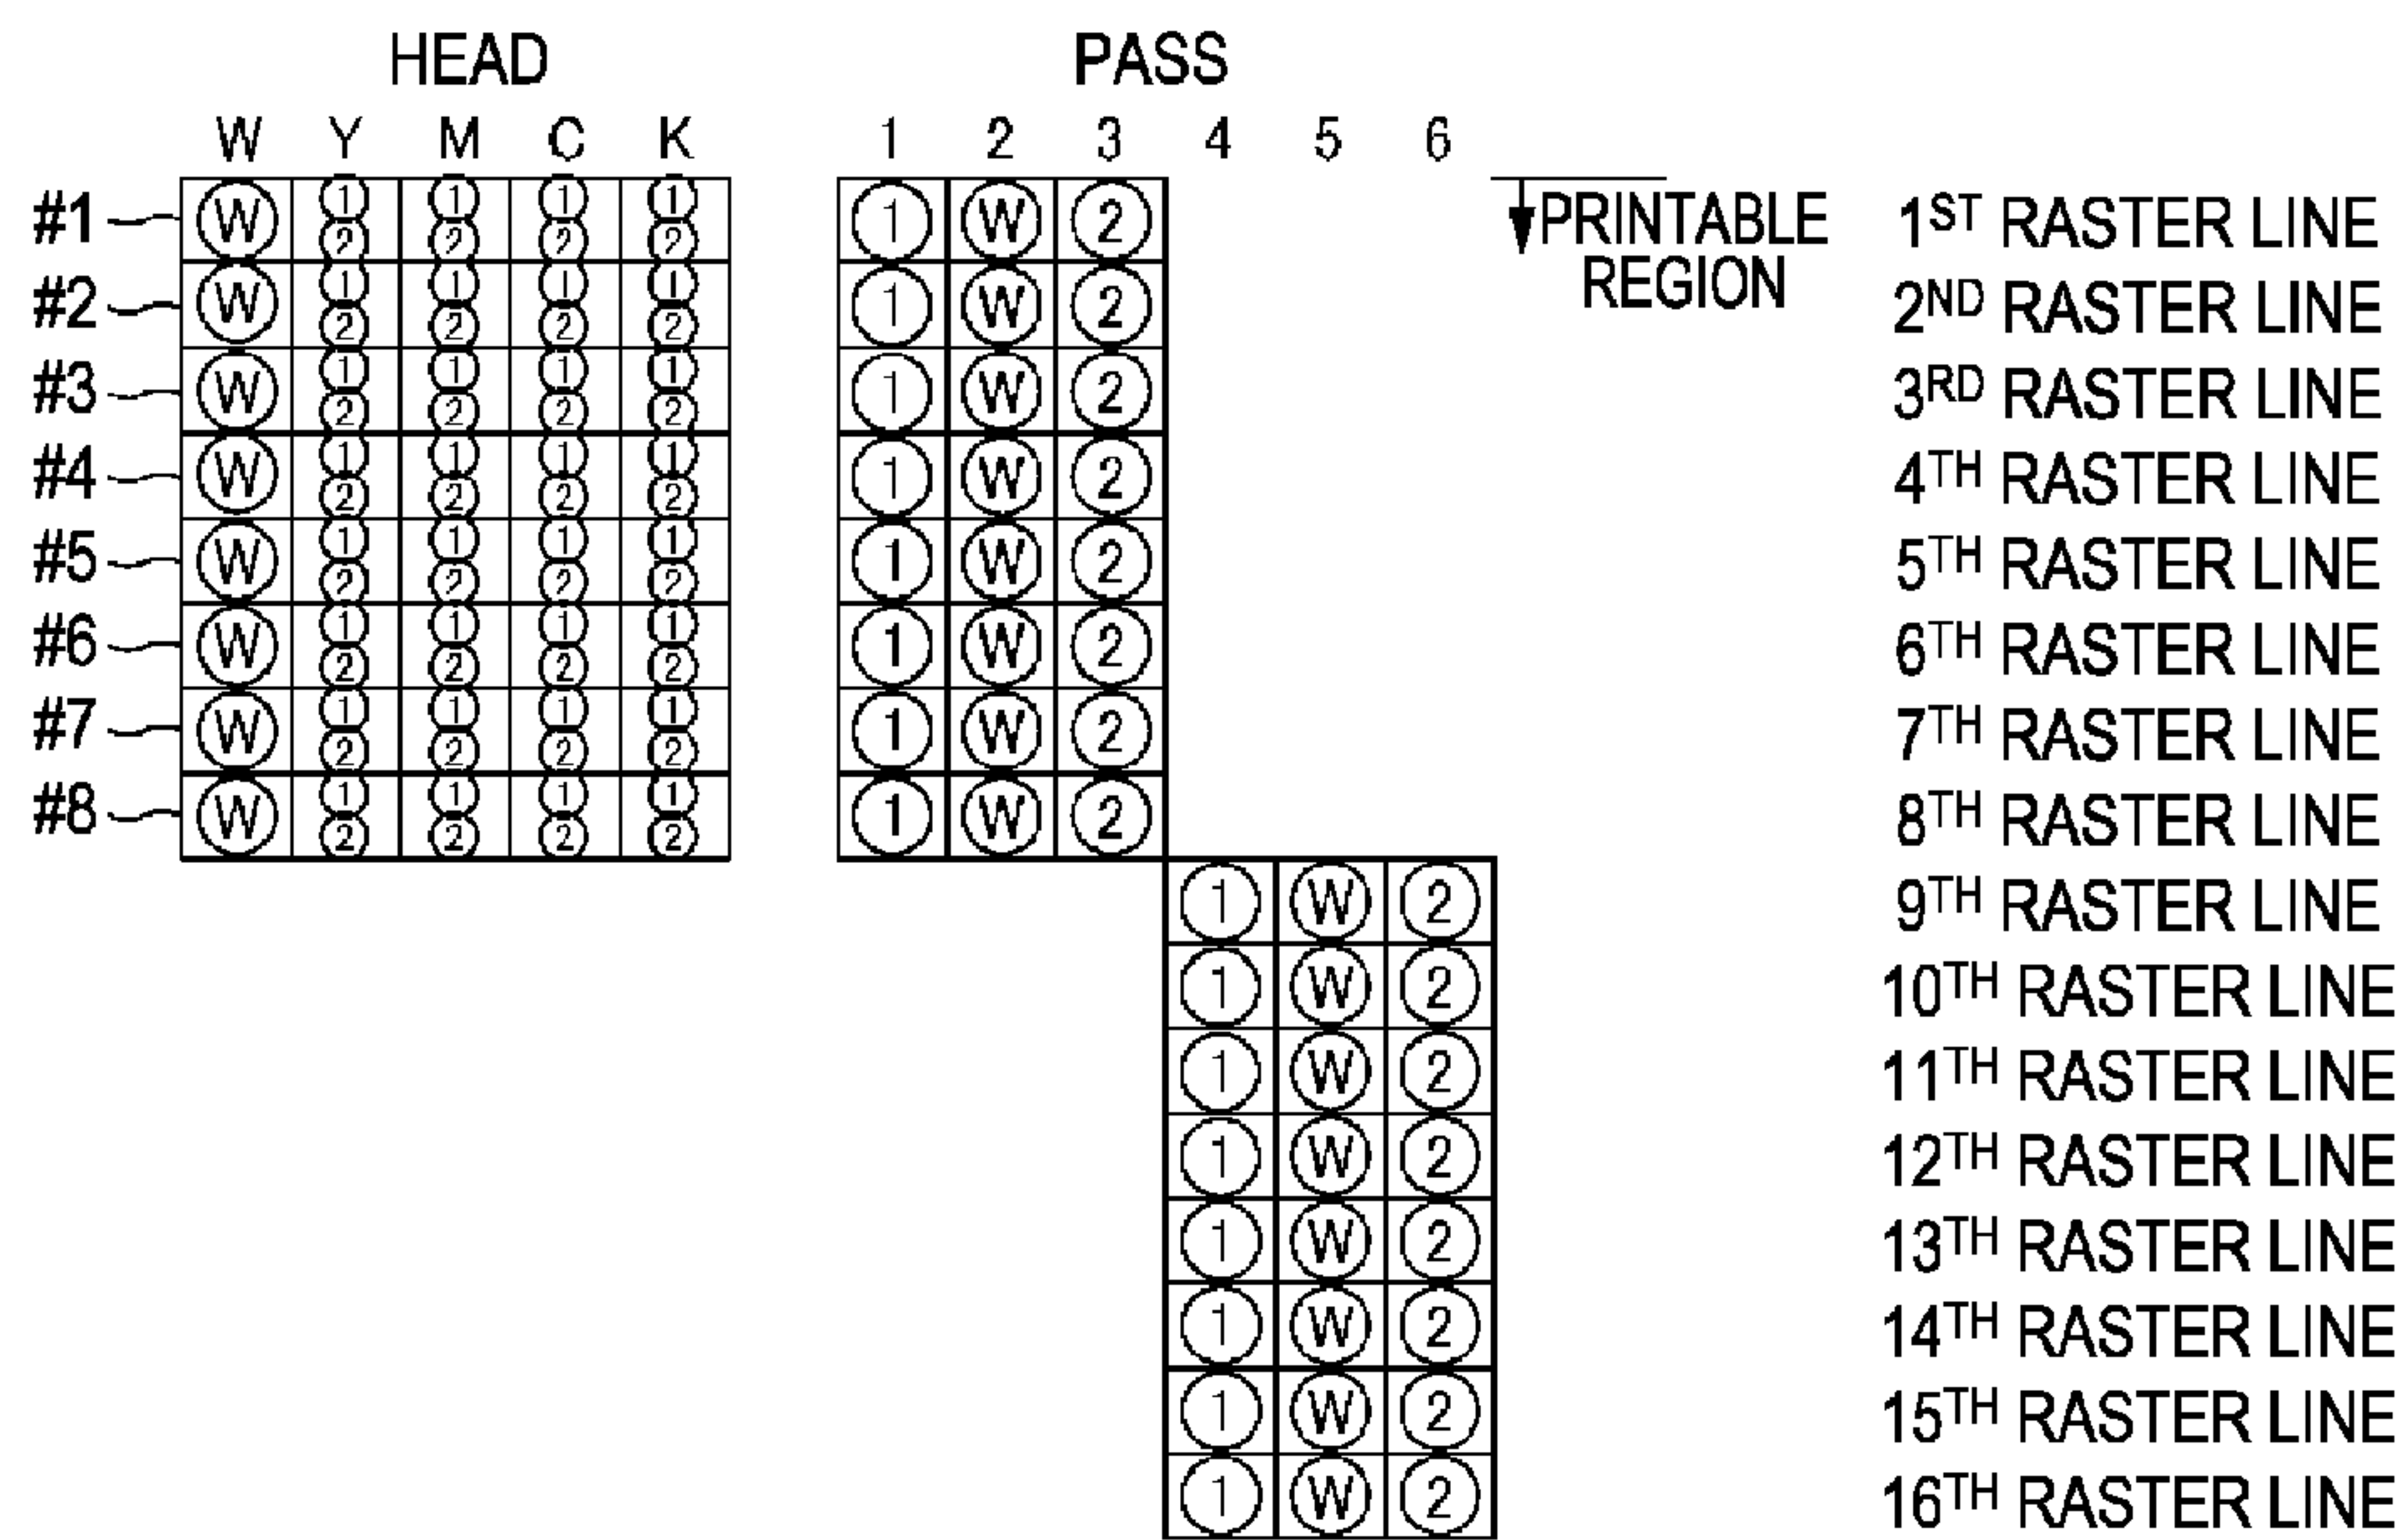 HEAD PASS
W Y M C K 1 2 3 4 5 6
#1 W 1 1 1 1 1 W 2 PRINTABLE 1ST RASTER LINE
2 2 2 2 REGION
#2 W 1 1 1 1 1 W 2 2ND RASTER LINE
2 2 2 2
#3 W 1 1 1 1 1 W 2 3RD RASTER LINE
2 2 2 2
#4 W 1 1 1 1 1 W 2 4TH RASTER LINE
2 2 2 2
#5 W 1 1 1 1 1 W 2 5TH RASTER LINE
2 2 2 2
#6 W 1 1 1 1 1 W 2 6TH RASTER LINE
2 2 2 2
#7 W 1 1 1 1 1 W 2 7TH RASTER LINE
2 2 2 2
#8 W 1 1 1 1 1 W 2 8TH RASTER LINE
2 2 2 2
1 W 2 9TH RASTER LINE
1 W 2 10TH RASTER LINE
1 W 2 11TH RASTER LINE
1 W 2 12TH RASTER LINE
1 W 2 13TH RASTER LINE
1 W 2 14TH RASTER LINE
1 W 2 15TH RASTER LINE
1 W 2 16TH RASTER LINE